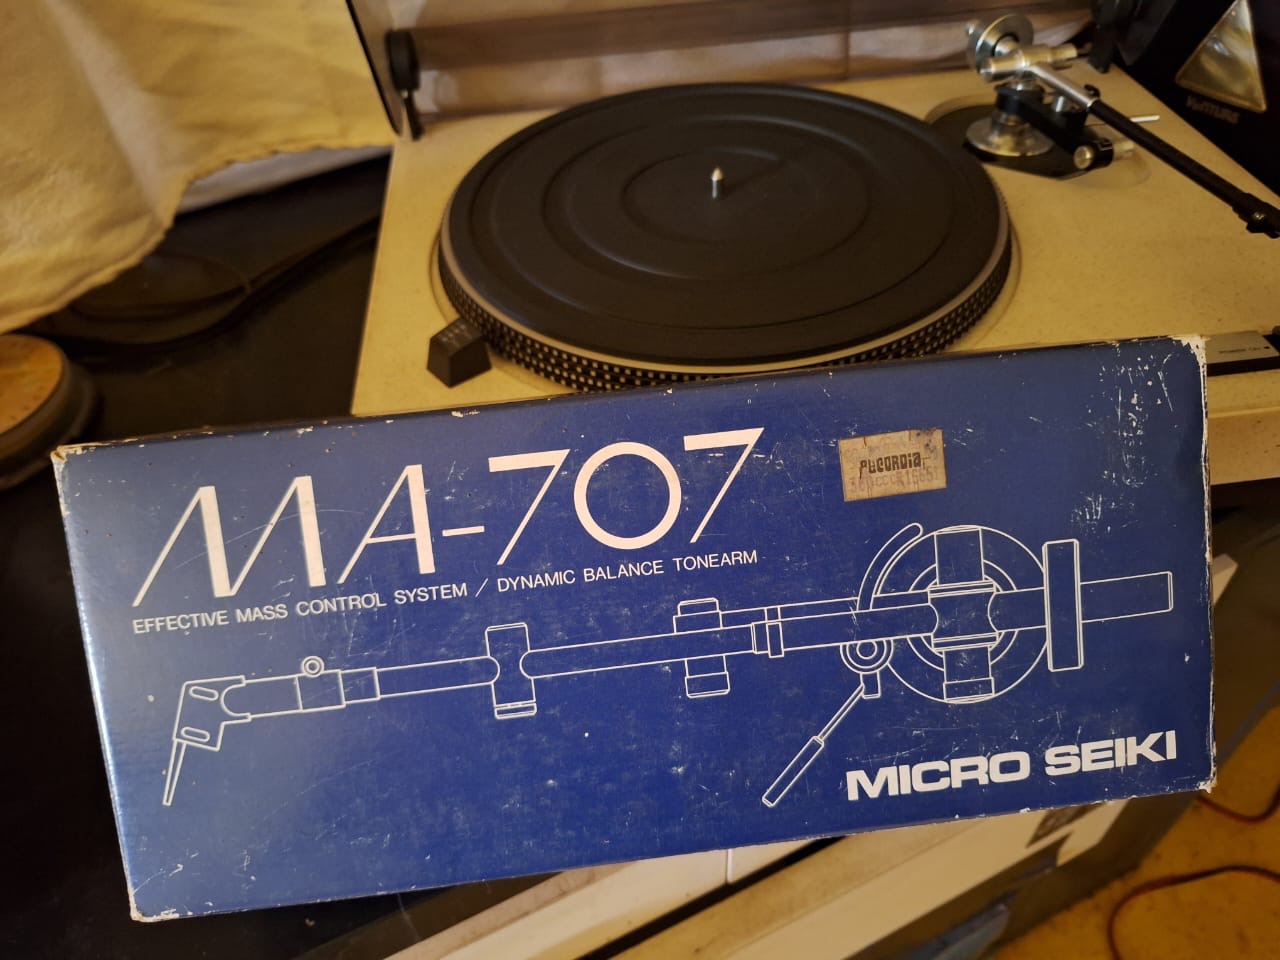 MA-707
EFFECTIVE MASS CONTROL SYSTEM / DYNAMIC BALANCE TONEARM
MICRO SEIKI